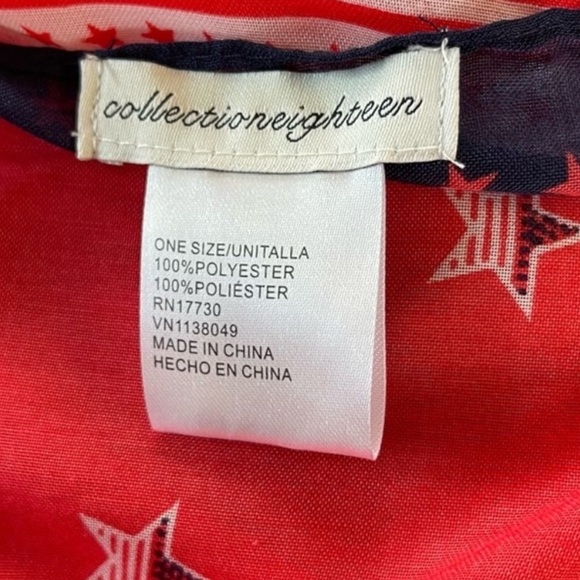 collectioneighteen
ONE SIZE/UNITALLA
100%POLYESTER
100%POLIÉSTER
RN17730
VN1138049
MADE IN CHINA
HECHO EN CHINA